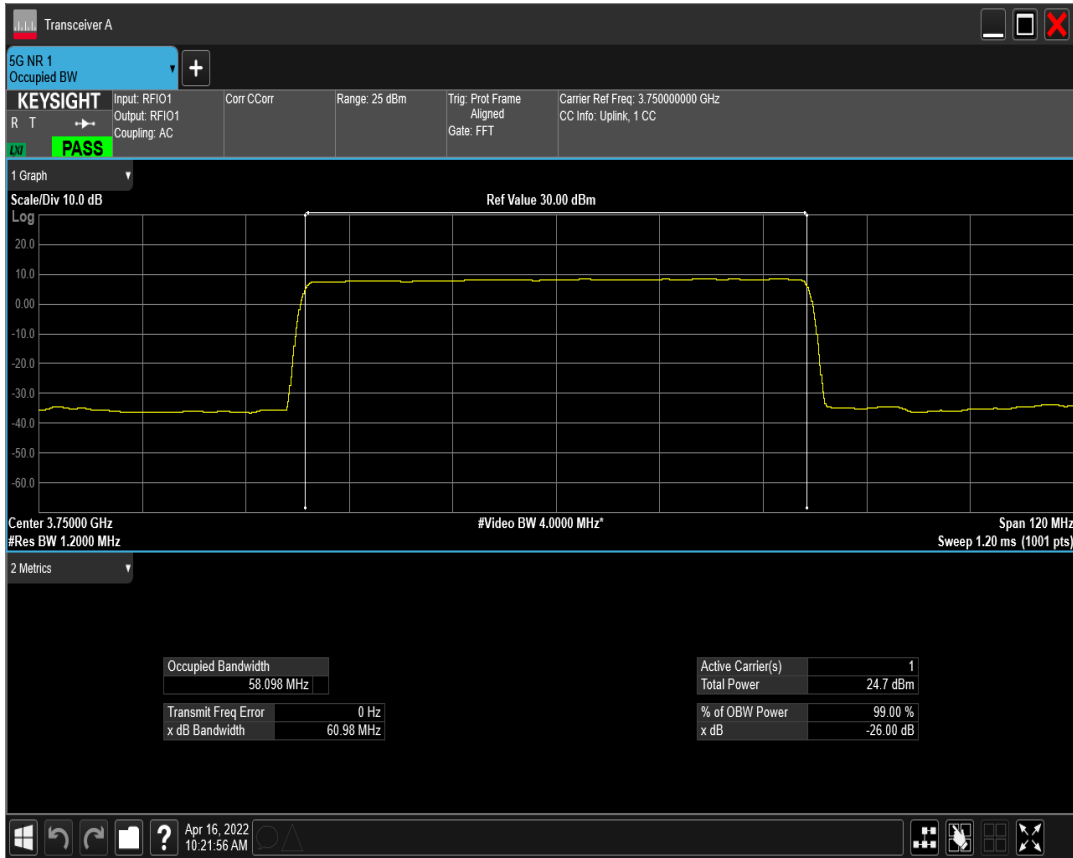 Transceiver A
5G NR 1
Occupied BW
+
KEYSIGHT
R T
LXI PASS
Input: RFIO1
Output: RFIO1
Coupling: AC
Corr CCorr
Range: 25 dBm
Trig: Prot Frame
Aligned
Gate: FFT
Carrier Ref Freq: 3.750000000 GHz
CC Info: Uplink, 1 CC
1 Graph
Scale/Div 10.0 dB
Ref Value 30.00 dBm
Log
20.0
10.0
0.00
-10.0
-20.0
-30.0
-40.0
-50.0
-60.0
Center 3.75000 GHz
#Video BW 4.0000 MHz*
Span 120 MHz
#Res BW 1.2000 MHz
Sweep 1.20 ms (1001 pts)
2 Metrics
Occupied Bandwidth
58.098 MHz
Transmit Freq Error 0 Hz
x dB Bandwidth 60.98 MHz
Active Carrier(s) 1
Total Power 24.7 dBm
% of OBW Power 99.00 %
x dB -26.00 dB
?
Apr 16, 2022
10:21:56 AM